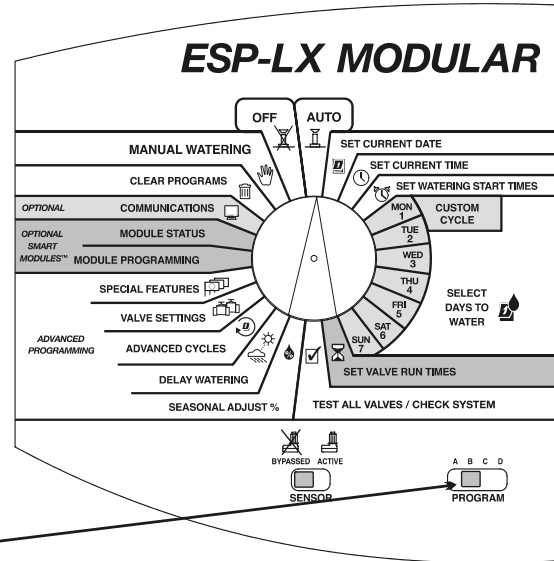 ESP-LX MODULAR
OFF
AUTO
MANUAL WATERING
CLEAR PROGRAMS
OPTIONAL
COMMUNICATIONS
OPTIONAL
SMART
MODULES™
MODULE STATUS
MODULE PROGRAMMING
SPECIAL FEATURES
VALVE SETTINGS
ADVANCED
PROGRAMMING
ADVANCED CYCLES
DELAY WATERING
SEASONAL ADJUST %
SET CURRENT DATE
SET CURRENT TIME
SET WATERING START TIMES
MON
1
CUSTOM
CYCLE
TUE
2
WED
3
THU
4
FRI
5
SAT
6
SUN
7
SELECT
DAYS TO
WATER
SET VALVE RUN TIMES
TEST ALL VALVES / CHECK SYSTEM
BYPASSED ACTIVE
SENSOR
A B C D
PROGRAM